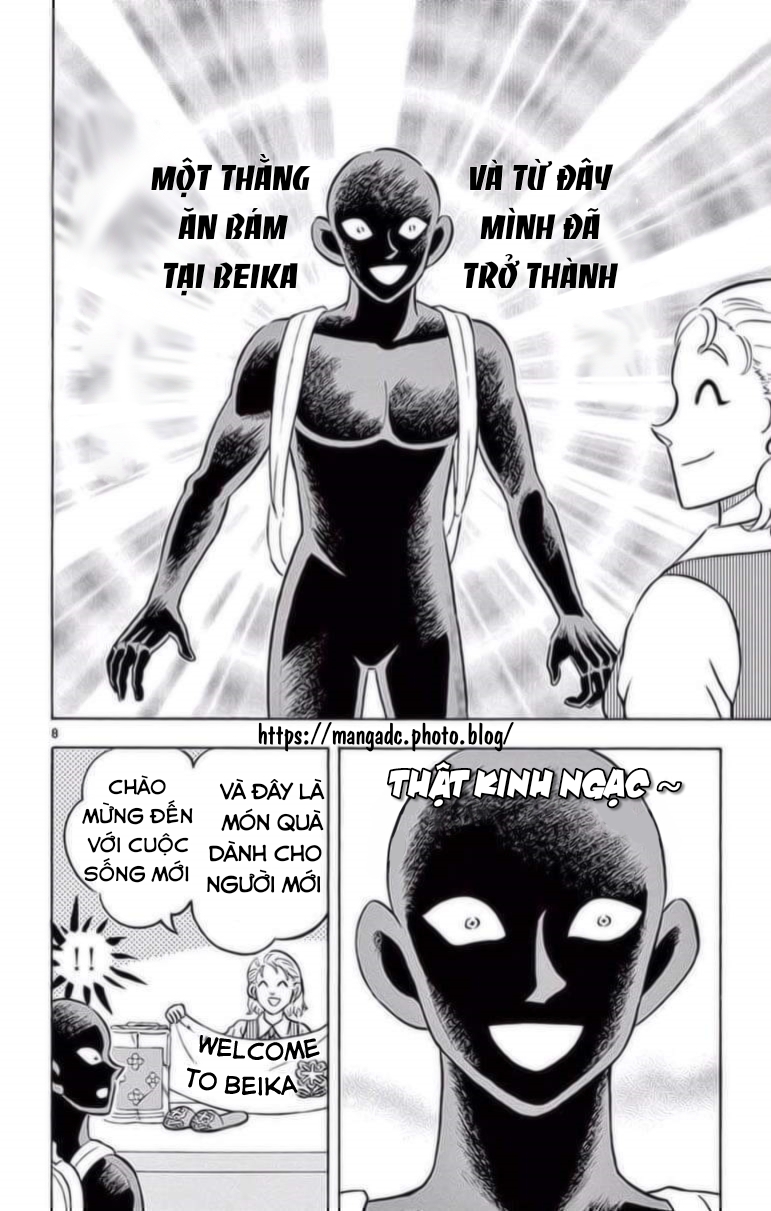 VÀ TỪ ĐÂY
MÌNH ĐÃ
TRỞ THÀNH
MỘT THẰNG
ĂN BÁM
TẠI BEIKA
8
https://mangadc.photo.blog/
THẬT KINH NGẠC ~
VÀ ĐÂY LÀ
MÓN QUÀ
DÀNH CHO
NGƯỜI MỚI
CHÀO
MỪNG ĐẾN
VỚI CUỘC
SỐNG MỚI
!!
WELCOME
TO BEIKA